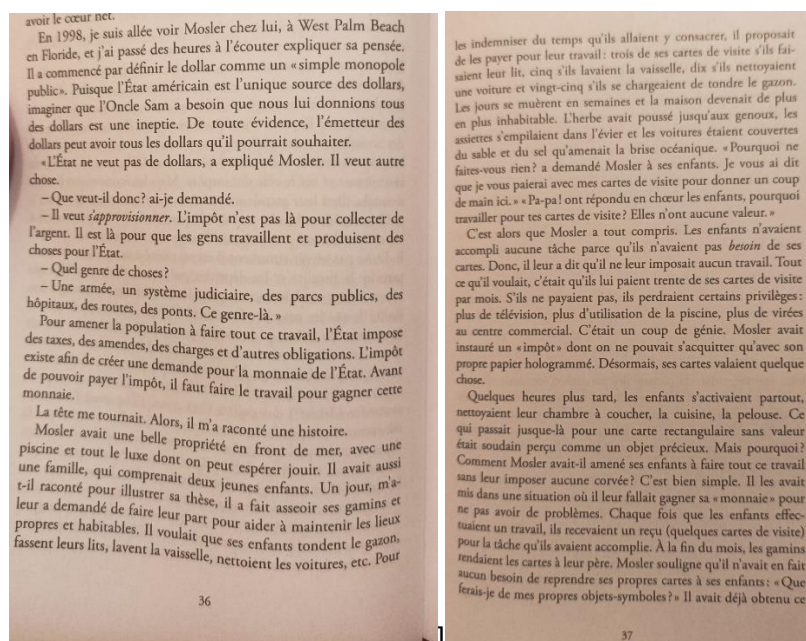 avoir le cœur net.
En 1998, je suis allée voir Mosler chez lui, à West Palm Beach
en Floride, et j'ai passé des heures à l'écouter expliquer sa pensée.
Il a commencé par définir le dollar comme un « simple monopole
public ». Puisque l'État américain est l'unique source des dollars,
imaginer que l'Oncle Sam a besoin que nous lui donnions tous
des dollars est une ineptie. De toute évidence, l'émetteur des
dollars peut avoir tous les dollars qu'il pourrait souhaiter.
« L'État ne veut pas de dollars, a expliqué Mosler. Il veut autre
chose.
– Que veut-il donc ? ai-je demandé.
– Il veut s'approvisionner. L'impôt n'est pas là pour collecter de
l'argent. Il est là pour que les gens travaillent et produisent des
choses pour l'État.
– Quel genre de choses ?
– Une armée, un système judiciaire, des parcs publics, des
hôpitaux, des routes, des ponts. Ce genre-là. »
Pour amener la population à faire tout ce travail, l'État impose
des taxes, des amendes, des charges et d'autres obligations. L'impôt
existe afin de créer une demande pour la monnaie de l'État. Avant
de pouvoir payer l'impôt, il faut faire le travail pour gagner cette
monnaie.
La tête me tournait. Alors, il m'a raconté une histoire.
Mosler avait une belle propriété en front de mer, avec une
piscine et tout le luxe dont on peut espérer jouir. Il avait aussi
une famille, qui comprenait deux jeunes enfants. Un jour, m'a-
t-il raconté pour illustrer sa thèse, il a fait asseoir ses gamins et
leur a demandé de faire leur part pour aider à maintenir les lieux
propres et habitables. Il voulait que ses enfants tondent le gazon,
fassent leurs lits, lavent la vaisselle, nettoient les voitures, etc. Pour
36
les indemniser du temps qu'ils allaient y consacrer, il proposait
de les payer pour leur travail : trois de ses cartes de visite s'ils fai-
saient leur lit, cinq s'ils lavaient la vaisselle, dix s'ils nettoyaient
une voiture et vingt-cinq s'ils se chargeaient de tondre le gazon.
Les jours se muèrent en semaines et la maison devenait de plus
en plus inhabitable. L'herbe avait poussé jusqu'aux genoux, les
assiettes s'empilaient dans l'évier et les voitures étaient couvertes
du sable et du sel qu'amenait la brise océanique. « Pourquoi ne
faites-vous rien ? a demandé Mosler à ses enfants. Je vous ai dit
que je vous paierai avec mes cartes de visite pour donner un coup
de main ici. » « Pa-pa ! ont répondu en chœur les enfants, pourquoi
travailler pour tes cartes de visite ? Elles n'ont aucune valeur. »
C'est alors que Mosler a tout compris. Les enfants n'avaient
accompli aucune tâche parce qu'ils n'avaient pas besoin de ses
cartes. Donc, il leur a dit qu'il ne leur imposait aucun travail. Tout
ce qu'il voulait, c'était qu'ils lui paient trente de ses cartes de visite
par mois. S'ils ne payaient pas, ils perdraient certains privilèges :
plus de télévision, plus d'utilisation de la piscine, plus de virées
au centre commercial. C'était un coup de génie. Mosler avait
instauré un « impôt » dont on ne pouvait s'acquitter qu'avec son
propre papier hologrammé. Désormais, ses cartes valaient quelque
chose.
Quelques heures plus tard, les enfants s'activaient partout,
nettoyaient leur chambre à coucher, la cuisine, la pelouse. Ce
qui passait jusque-là pour une carte rectangulaire sans valeur
était soudain perçu comme un objet précieux. Mais pourquoi ?
Comment Mosler avait-il amené ses enfants à faire tout ce travail
sans leur imposer aucune corvée ? C'est bien simple. Il les avait
mis dans une situation où il leur fallait gagner sa « monnaie » pour
ne pas avoir de problèmes. Chaque fois que les enfants effec-
tuaient un travail, ils recevaient un reçu (quelques cartes de visite)
pour la tâche qu'ils avaient accomplie. À la fin du mois, les gamins
rendaient les cartes à leur père. Mosler souligne qu'il n'avait en fait
aucun besoin de reprendre ses propres cartes à ses enfants : « Que
ferais-je de mes propres objets-symboles ? » Il avait déjà obtenu ce
37